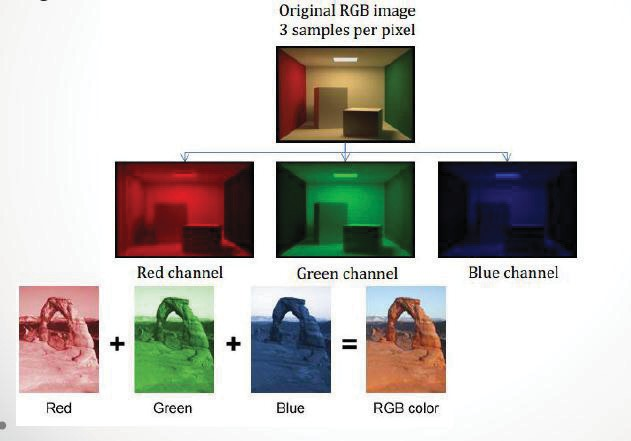 Original RGB image
3 samples per pixel
Red channel
Green channel
Blue channel
+
+
=
Red
Green
Blue
RGB color